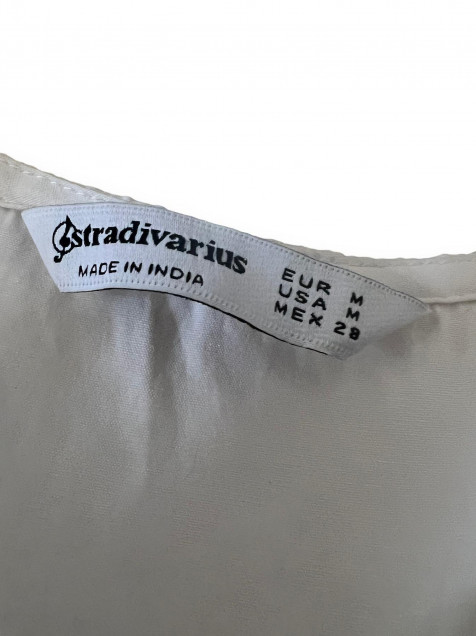 stradivarius
MADE IN INDIA
EUR M
USA M
MEX 28